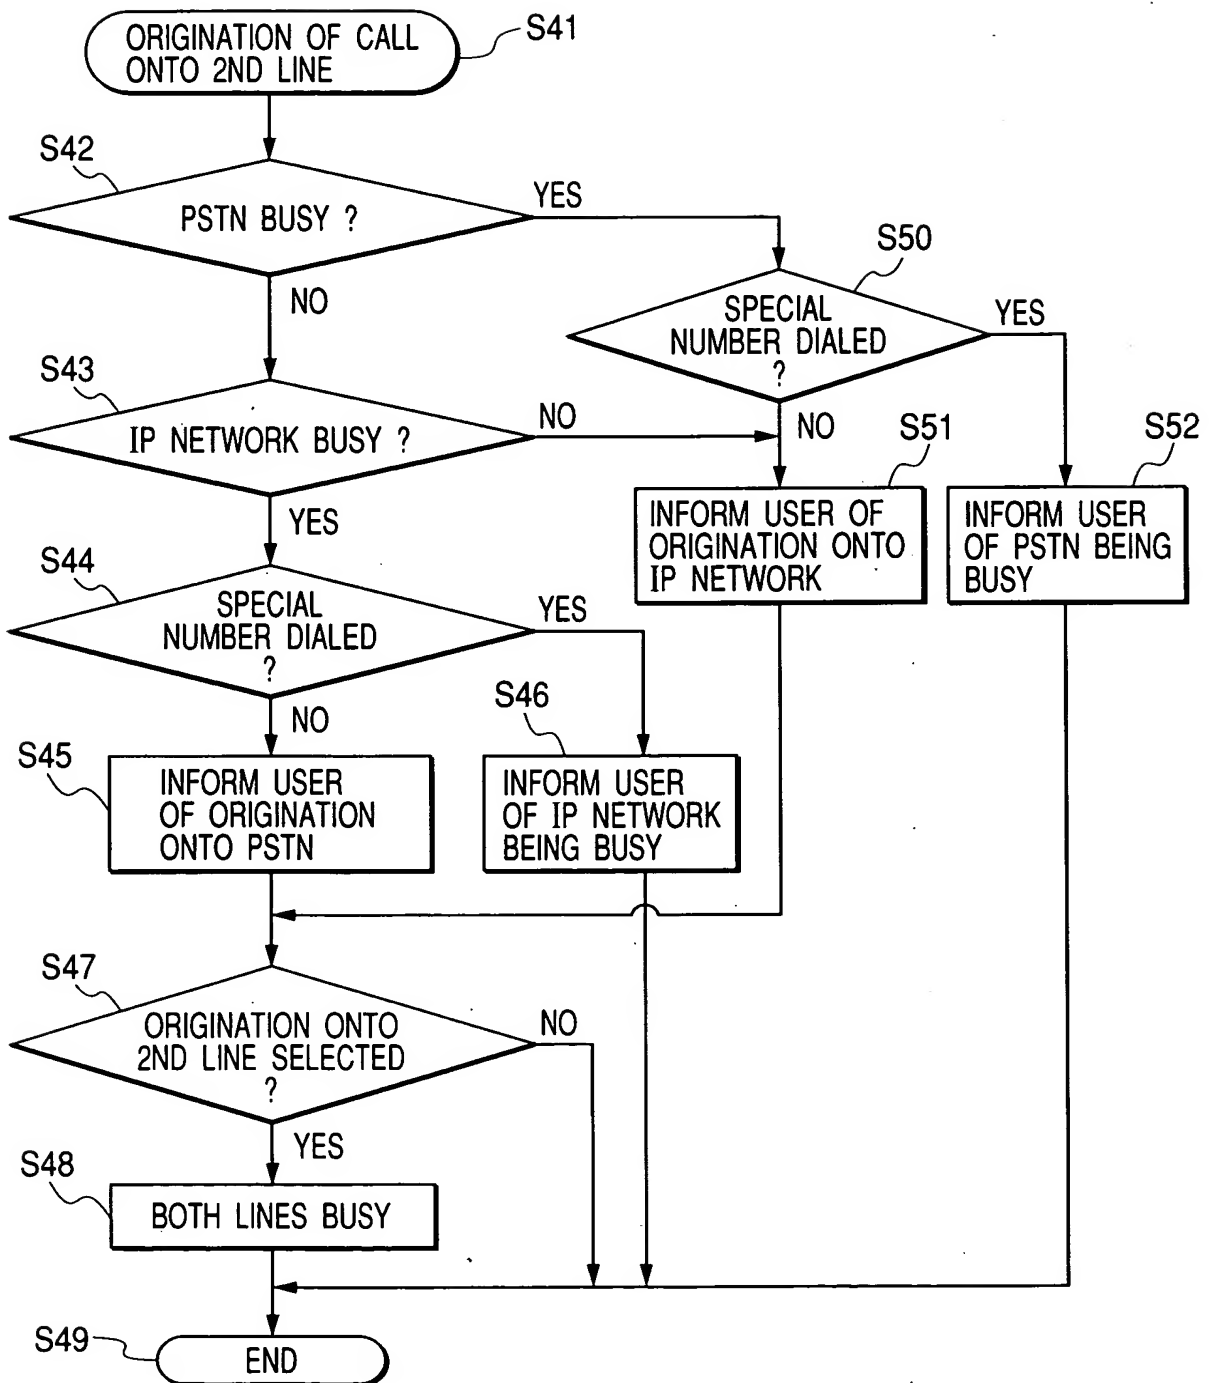 ORIGINATION OF CALL
ONTO 2ND LINE
S41
S42
PSTN BUSY ?
YES
NO
S50
SPECIAL
NUMBER DIALED
?
YES
NO
S43
IP NETWORK BUSY ?
NO
YES
S51
INFORM USER OF
ORIGINATION ONTO
IP NETWORK
S52
INFORM USER
OF PSTN BEING
BUSY
S44
SPECIAL
NUMBER DIALED
?
YES
NO
S45
INFORM USER
OF ORIGINATION
ONTO PSTN
S46
INFORM USER
OF IP NETWORK
BEING BUSY
S47
ORIGINATION ONTO
2ND LINE SELECTED
?
NO
YES
S48
BOTH LINES BUSY
S49
END